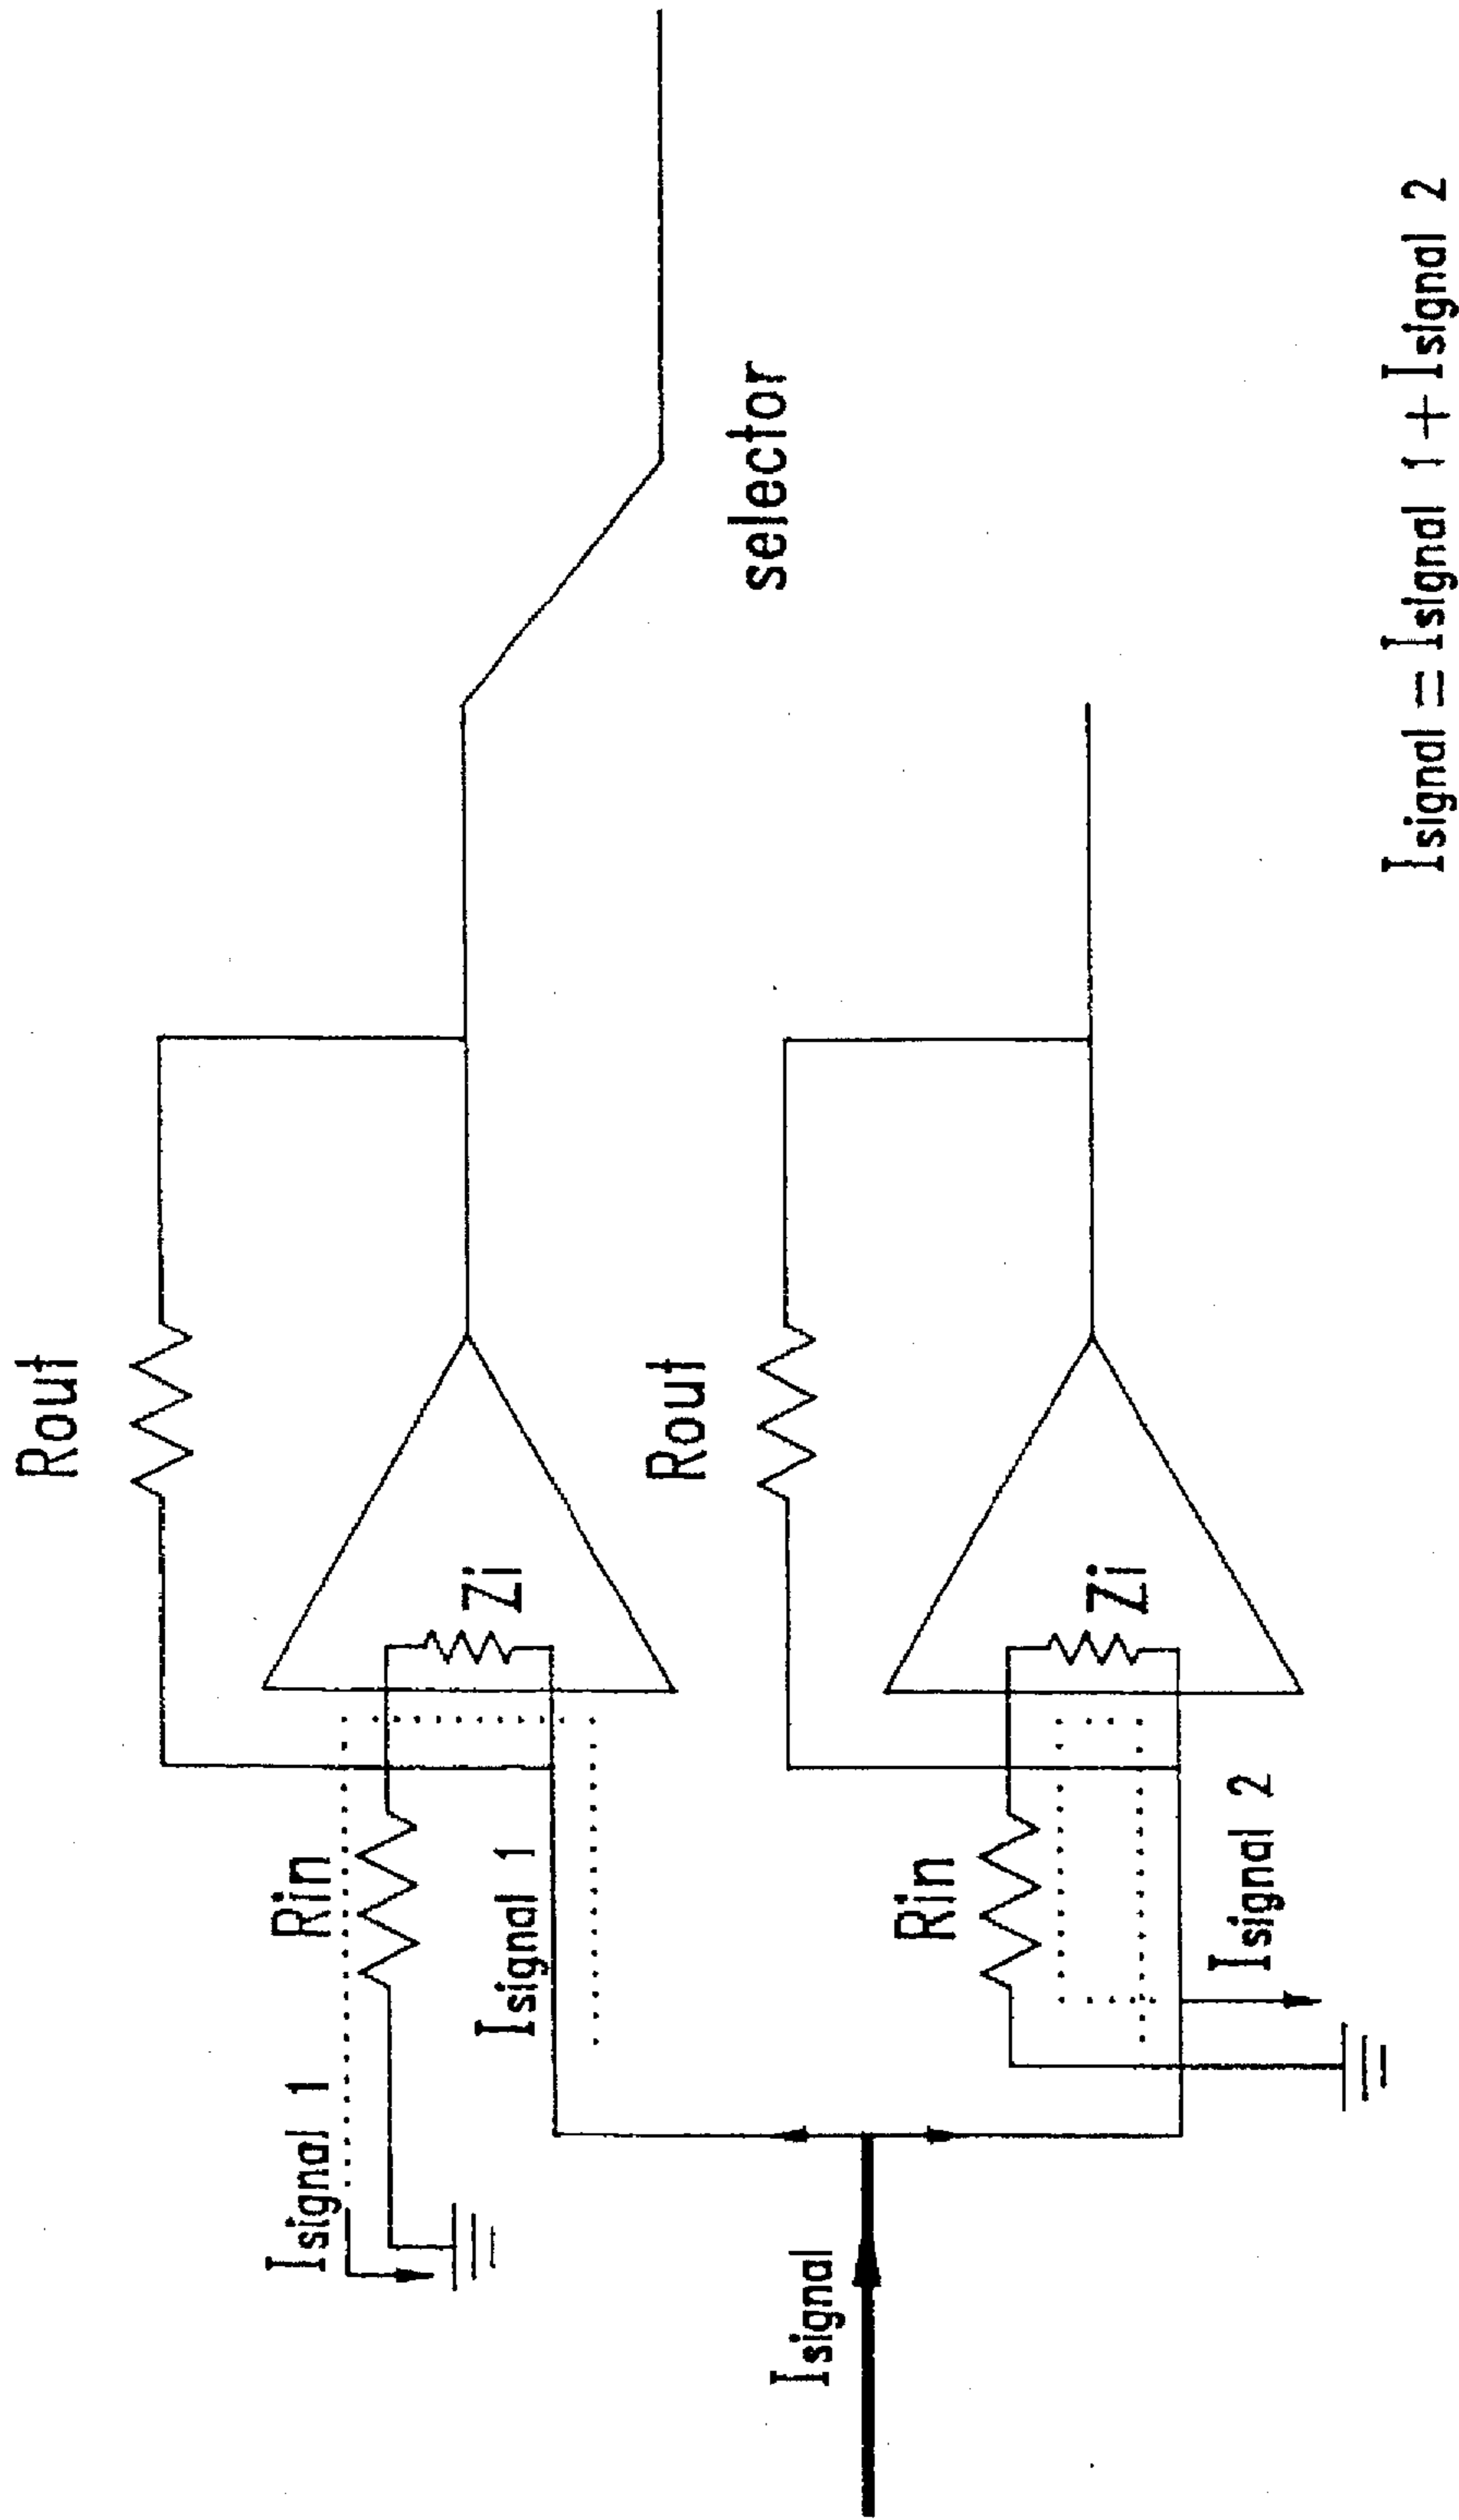 Rout
Rin
Zi
Isignal 1
Isignal 1
selector
Rout
Isignal
Rin
Zi
Isignal 2
Isignal = Isignal 1 + Isignal 2